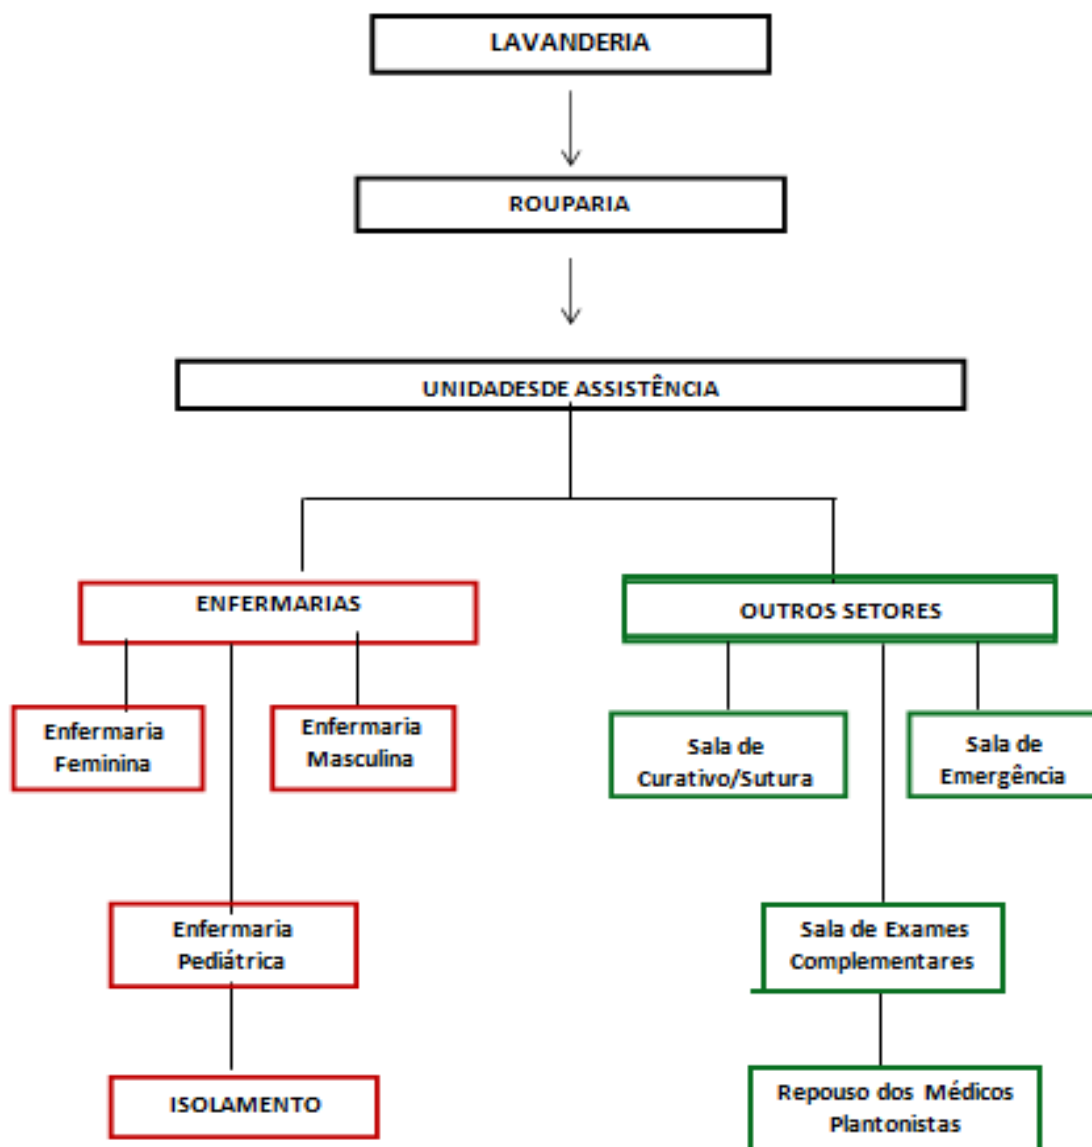 LAVANDERIA
ROUPARIA
UNIDADESDE ASSISTÊNCIA
ENFERMARIAS
OUTROS SETORES
Enfermaria
Feminina
Enfermaria
Masculina
Sala de
Curativo/Sutura
Sala de
Emergência
Enfermaria
Pediátrica
Sala de Exames
Complementares
ISOLAMENTO
Repouso dos Médicos
Plantonistas